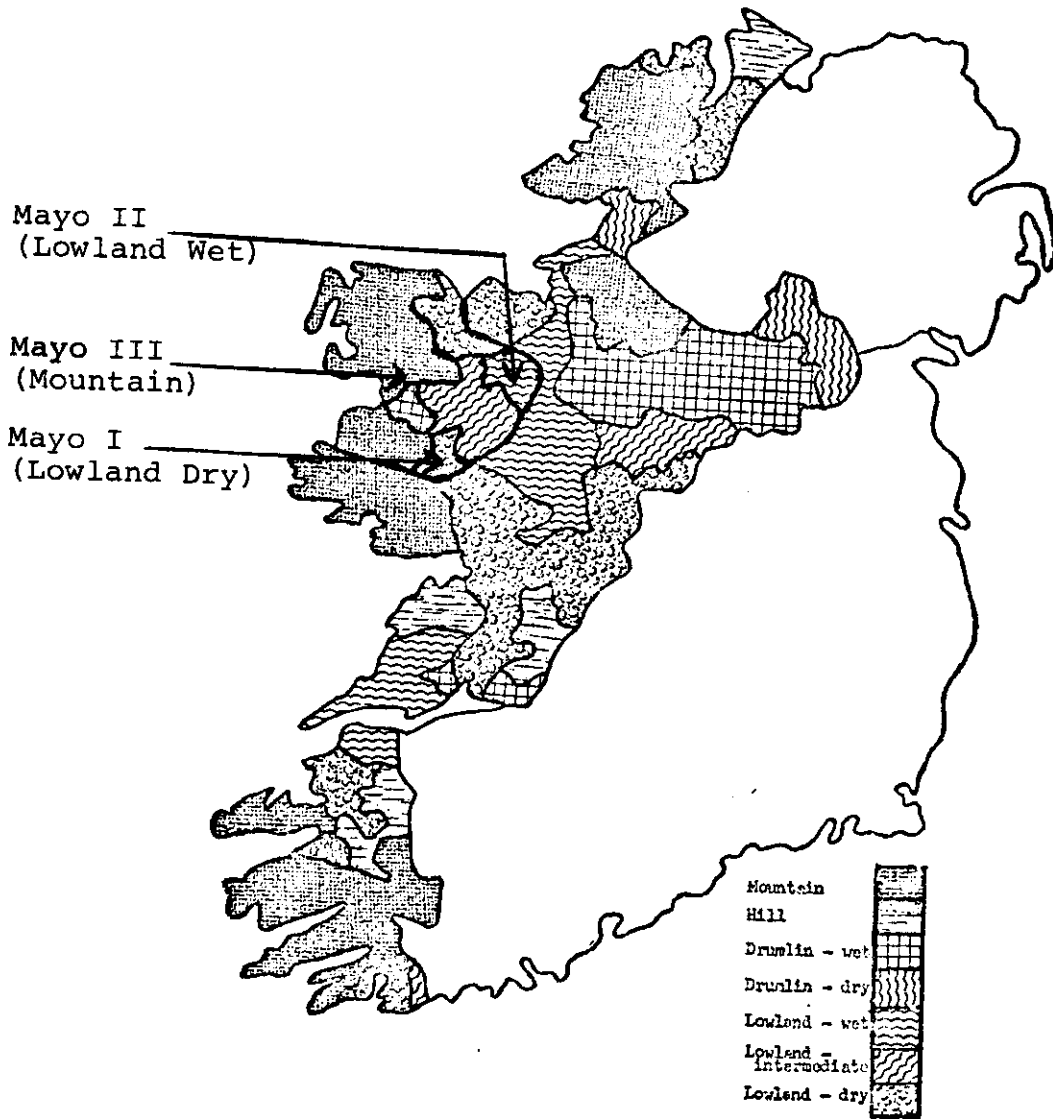 Mayo II
(Lowland Wet)
Mayo III
(Mountain)
Mayo I
(Lowland Dry)
Mountain
Hill
Drumlin - wet
Drumlin - dry
Lowland - wet
Lowland -
intermediate
Lowland - dry